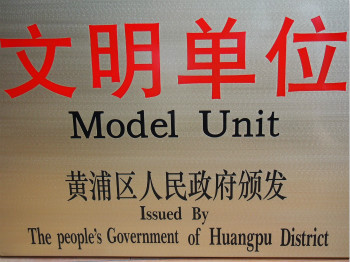 文明单位
Model Unit
黄浦区人民政府颁发
Issued By
The people's Government of Huangpu District